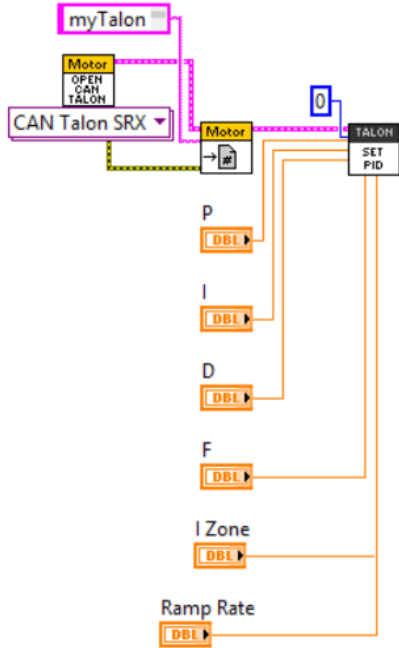 myTalon
Motor
OPEN
CAN
TALON
CAN Talon SRX
0
Motor
#
TALON
SET
PID
P
DBL
I
DBL
D
DBL
F
DBL
I Zone
DBL
Ramp Rate
DBL